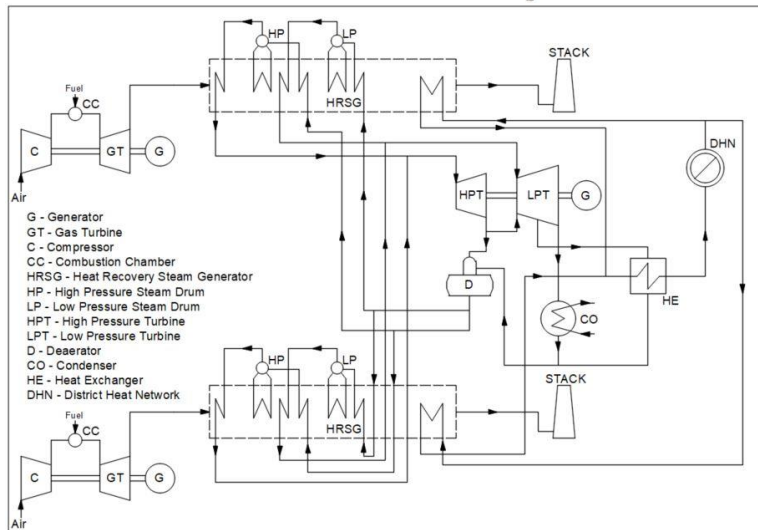 HP
LP
STACK
Fuel
CC
HRSG
DHN
C
GT
G
HPT
LPT
G
Air
G - Generator
GT - Gas Turbine
C - Compressor
CC - Combustion Chamber
HRSG - Heat Recovery Steam Generator
HP - High Pressure Steam Drum
LP - Low Pressure Steam Drum
HPT - High Pressure Turbine
LPT - Low Pressure Turbine
D - Deaerator
CO - Condenser
HE - Heat Exchanger
DHN - District Heat Network
D
HE
CO
HP
LP
STACK
Fuel
CC
HRSG
C
GT
G
Air